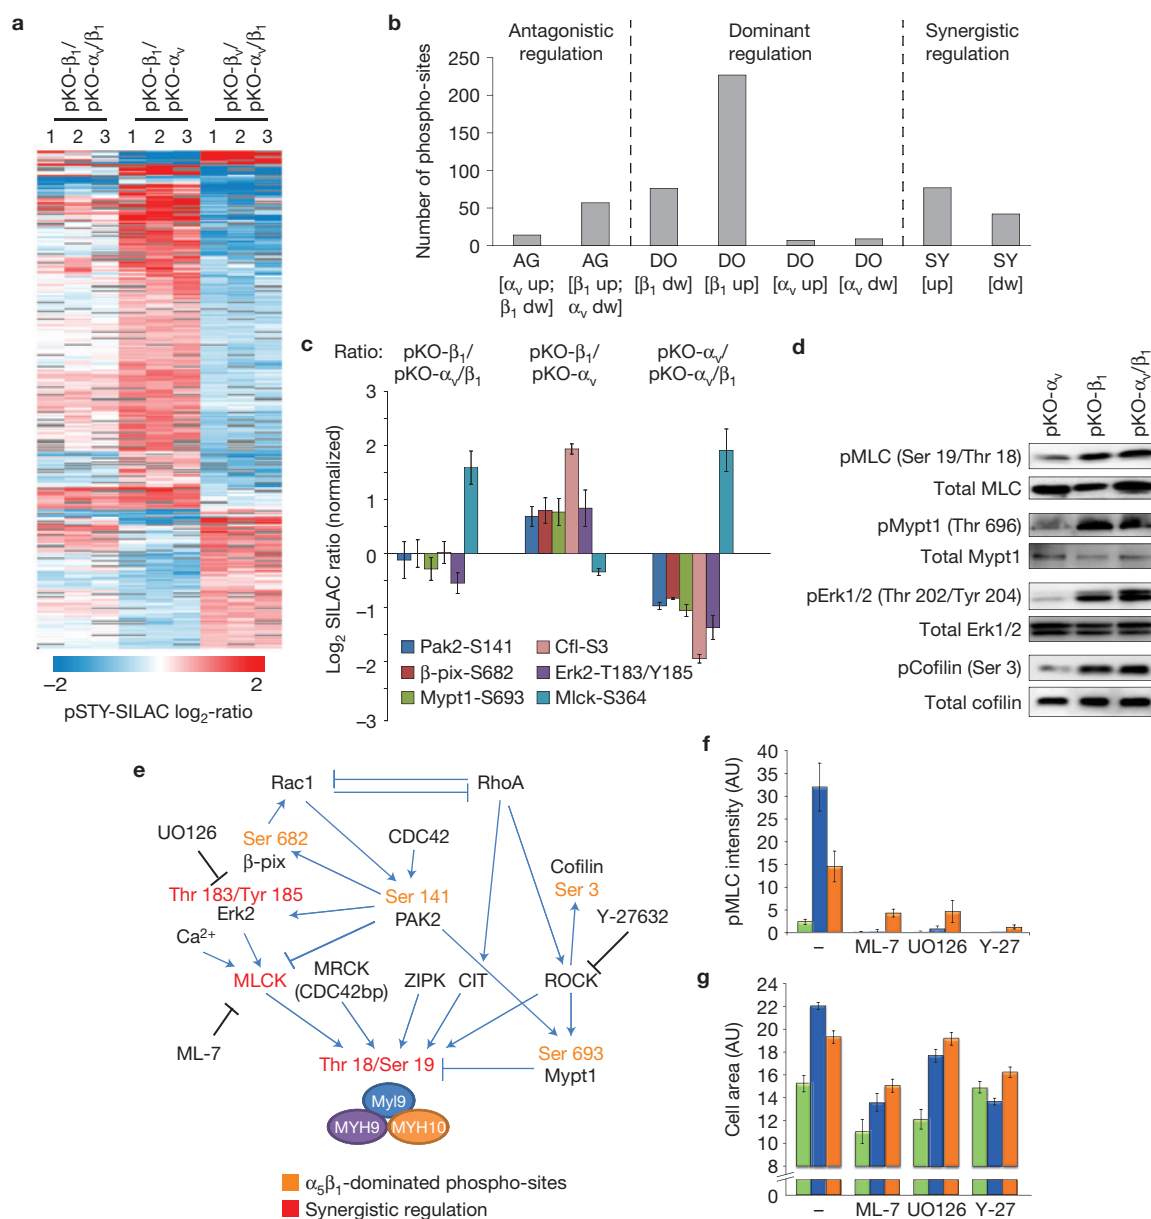 a
pKO-β1/
pKO-αv/β1
pKO-β1/
pKO-αv
pKO-βv/
pKO-αv/β1
1 2 3 1 2 3 1 2 3
−2 2
pSTY-SILAC log2-ratio
b
Antagonistic
regulation
Dominant
regulation
Synergistic
regulation
Number of phospho-sites
250
200
150
100
50
0
AG
[αv up;
β1 dw]
AG
[β1 up;
αv dw]
DO
[β1 dw]
DO
[β1 up]
DO
[αv up]
DO
[αv dw]
SY
[up]
SY
[dw]
c
Ratio:
pKO-β1/
pKO-αv/β1
pKO-β1/
pKO-αv
pKO-αv/
pKO-αv/β1
Log2 SILAC ratio (normalized)
3
2
1
0
−1
−2
−3
Pak2-S141
β-pix-S682
Mypt1-S693
Cfl-S3
Erk2-T183/Y185
Mlck-S364
d
pKO-αv
pKO-β1
pKO-αv/β1
pMLC (Ser 19/Thr 18)
Total MLC
pMypt1 (Thr 696)
Total Mypt1
pErk1/2 (Thr 202/Tyr 204)
Total Erk1/2
pCofilin (Ser 3)
Total cofilin
e
Rac1
RhoA
UO126
Ser 682
β-pix
CDC42
Cofilin
Ser 3
Thr 183/Tyr 185
Erk2
Ser 141
PAK2
Y-27632
Ca2+
MLCK
MRCK
(CDC42bp)
ZIPK
CIT
ROCK
ML-7
Thr 18/Ser 19
Ser 693
Mypt1
Myl9
MYH9
MYH10
α5β1-dominated phospho-sites
Synergistic regulation
f
pMLC intensity (AU)
40
35
30
25
20
15
10
5
0
– ML-7 UO126 Y-27
g
Cell area (AU)
24
22
20
18
16
14
12
10
8
0
– ML-7 UO126 Y-27